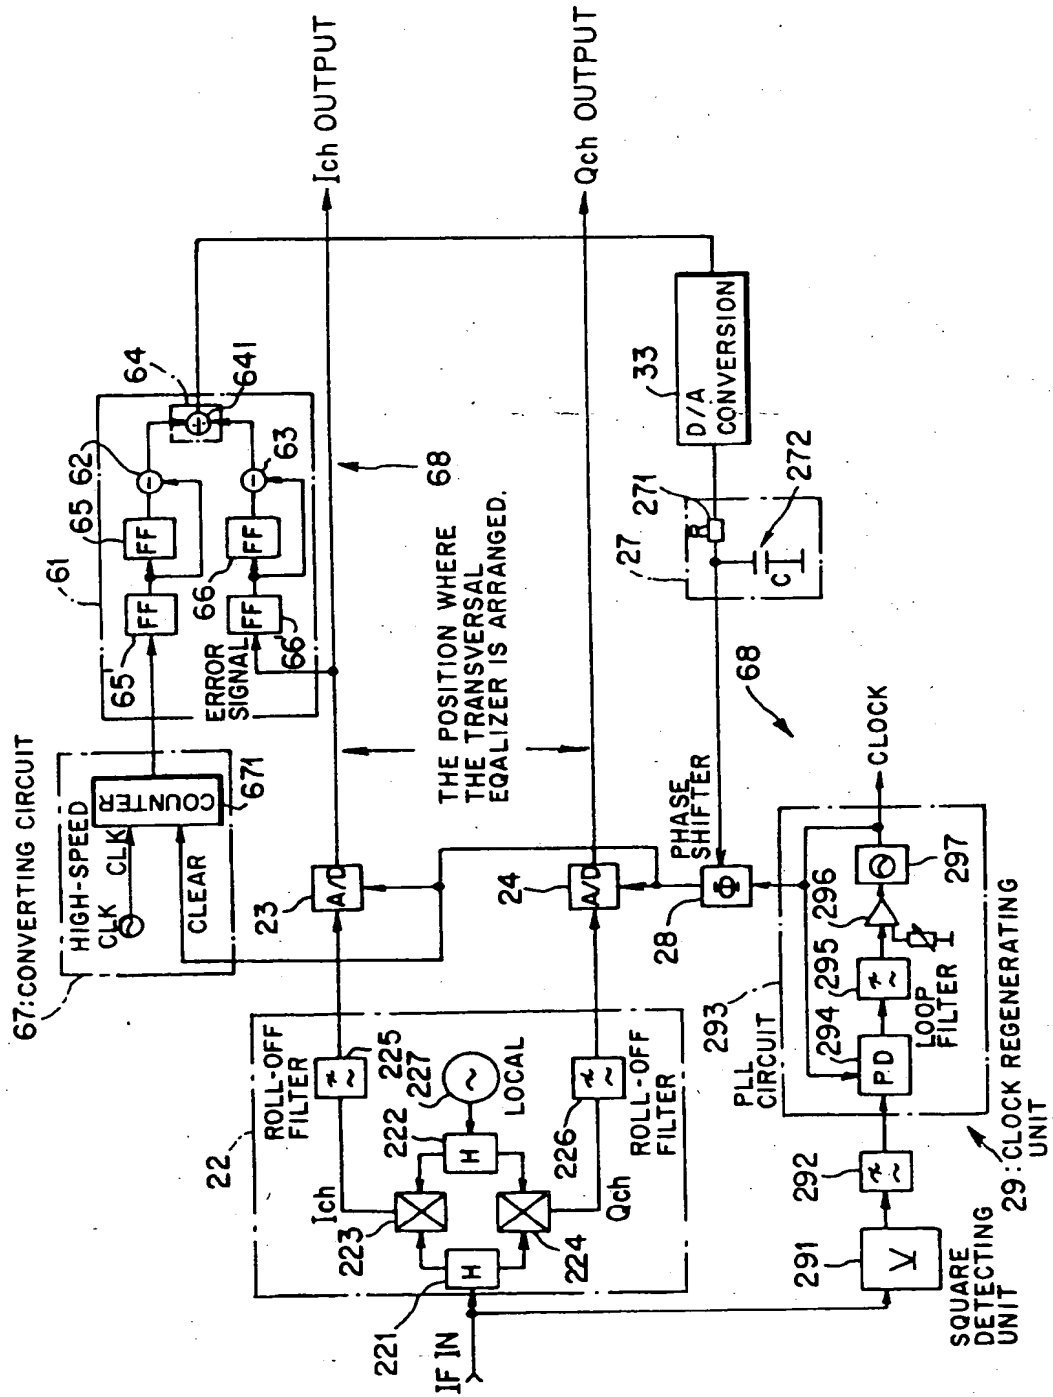 67:CONVERTING CIRCUIT
HIGH-SPEED
CLK
CLK
COUNTER
CLEAR
671
61
65'
FF
65
FF
62
-
64
641
ERROR
SIGNAL
66'
FF
66
FF
-
63
Ich OUTPUT
68
22
ROLL-OFF
FILTER
225
227
222
LOCAL
H
Ich
223
221
H
IF IN
224
Qch
226
ROLL-OFF
FILTER
23
A/D
THE POSITION WHERE
THE TRANSVERSAL
EQALIZER IS ARRANGED.
24
A/D
Qch OUTPUT
33
D/A
CONVERSION
27
271
R
272
C
PHASE
SHIFTER
Φ
28
68
CLOCK
293
PLL
CIRCUIT
294
PD
295
LOOP
FILTER
296
297
292
291
V
SQUARE
DETECTING
UNIT
29:CLOCK REGENERATING
UNIT